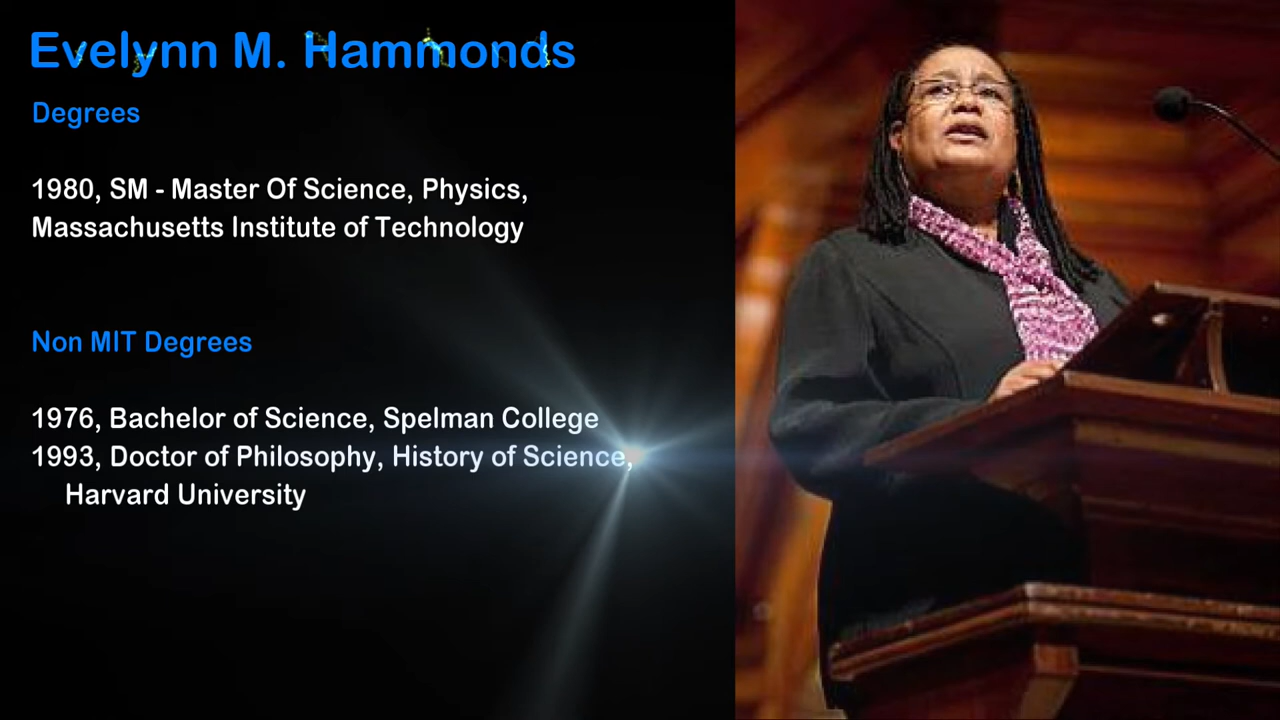 Evelynn M. Hammonds
Degrees
1980, SM - Master Of Science, Physics,
Massachusetts Institute of Technology
Non MIT Degrees
1976, Bachelor of Science, Spelman College
1993, Doctor of Philosophy, History of Science,
Harvard University